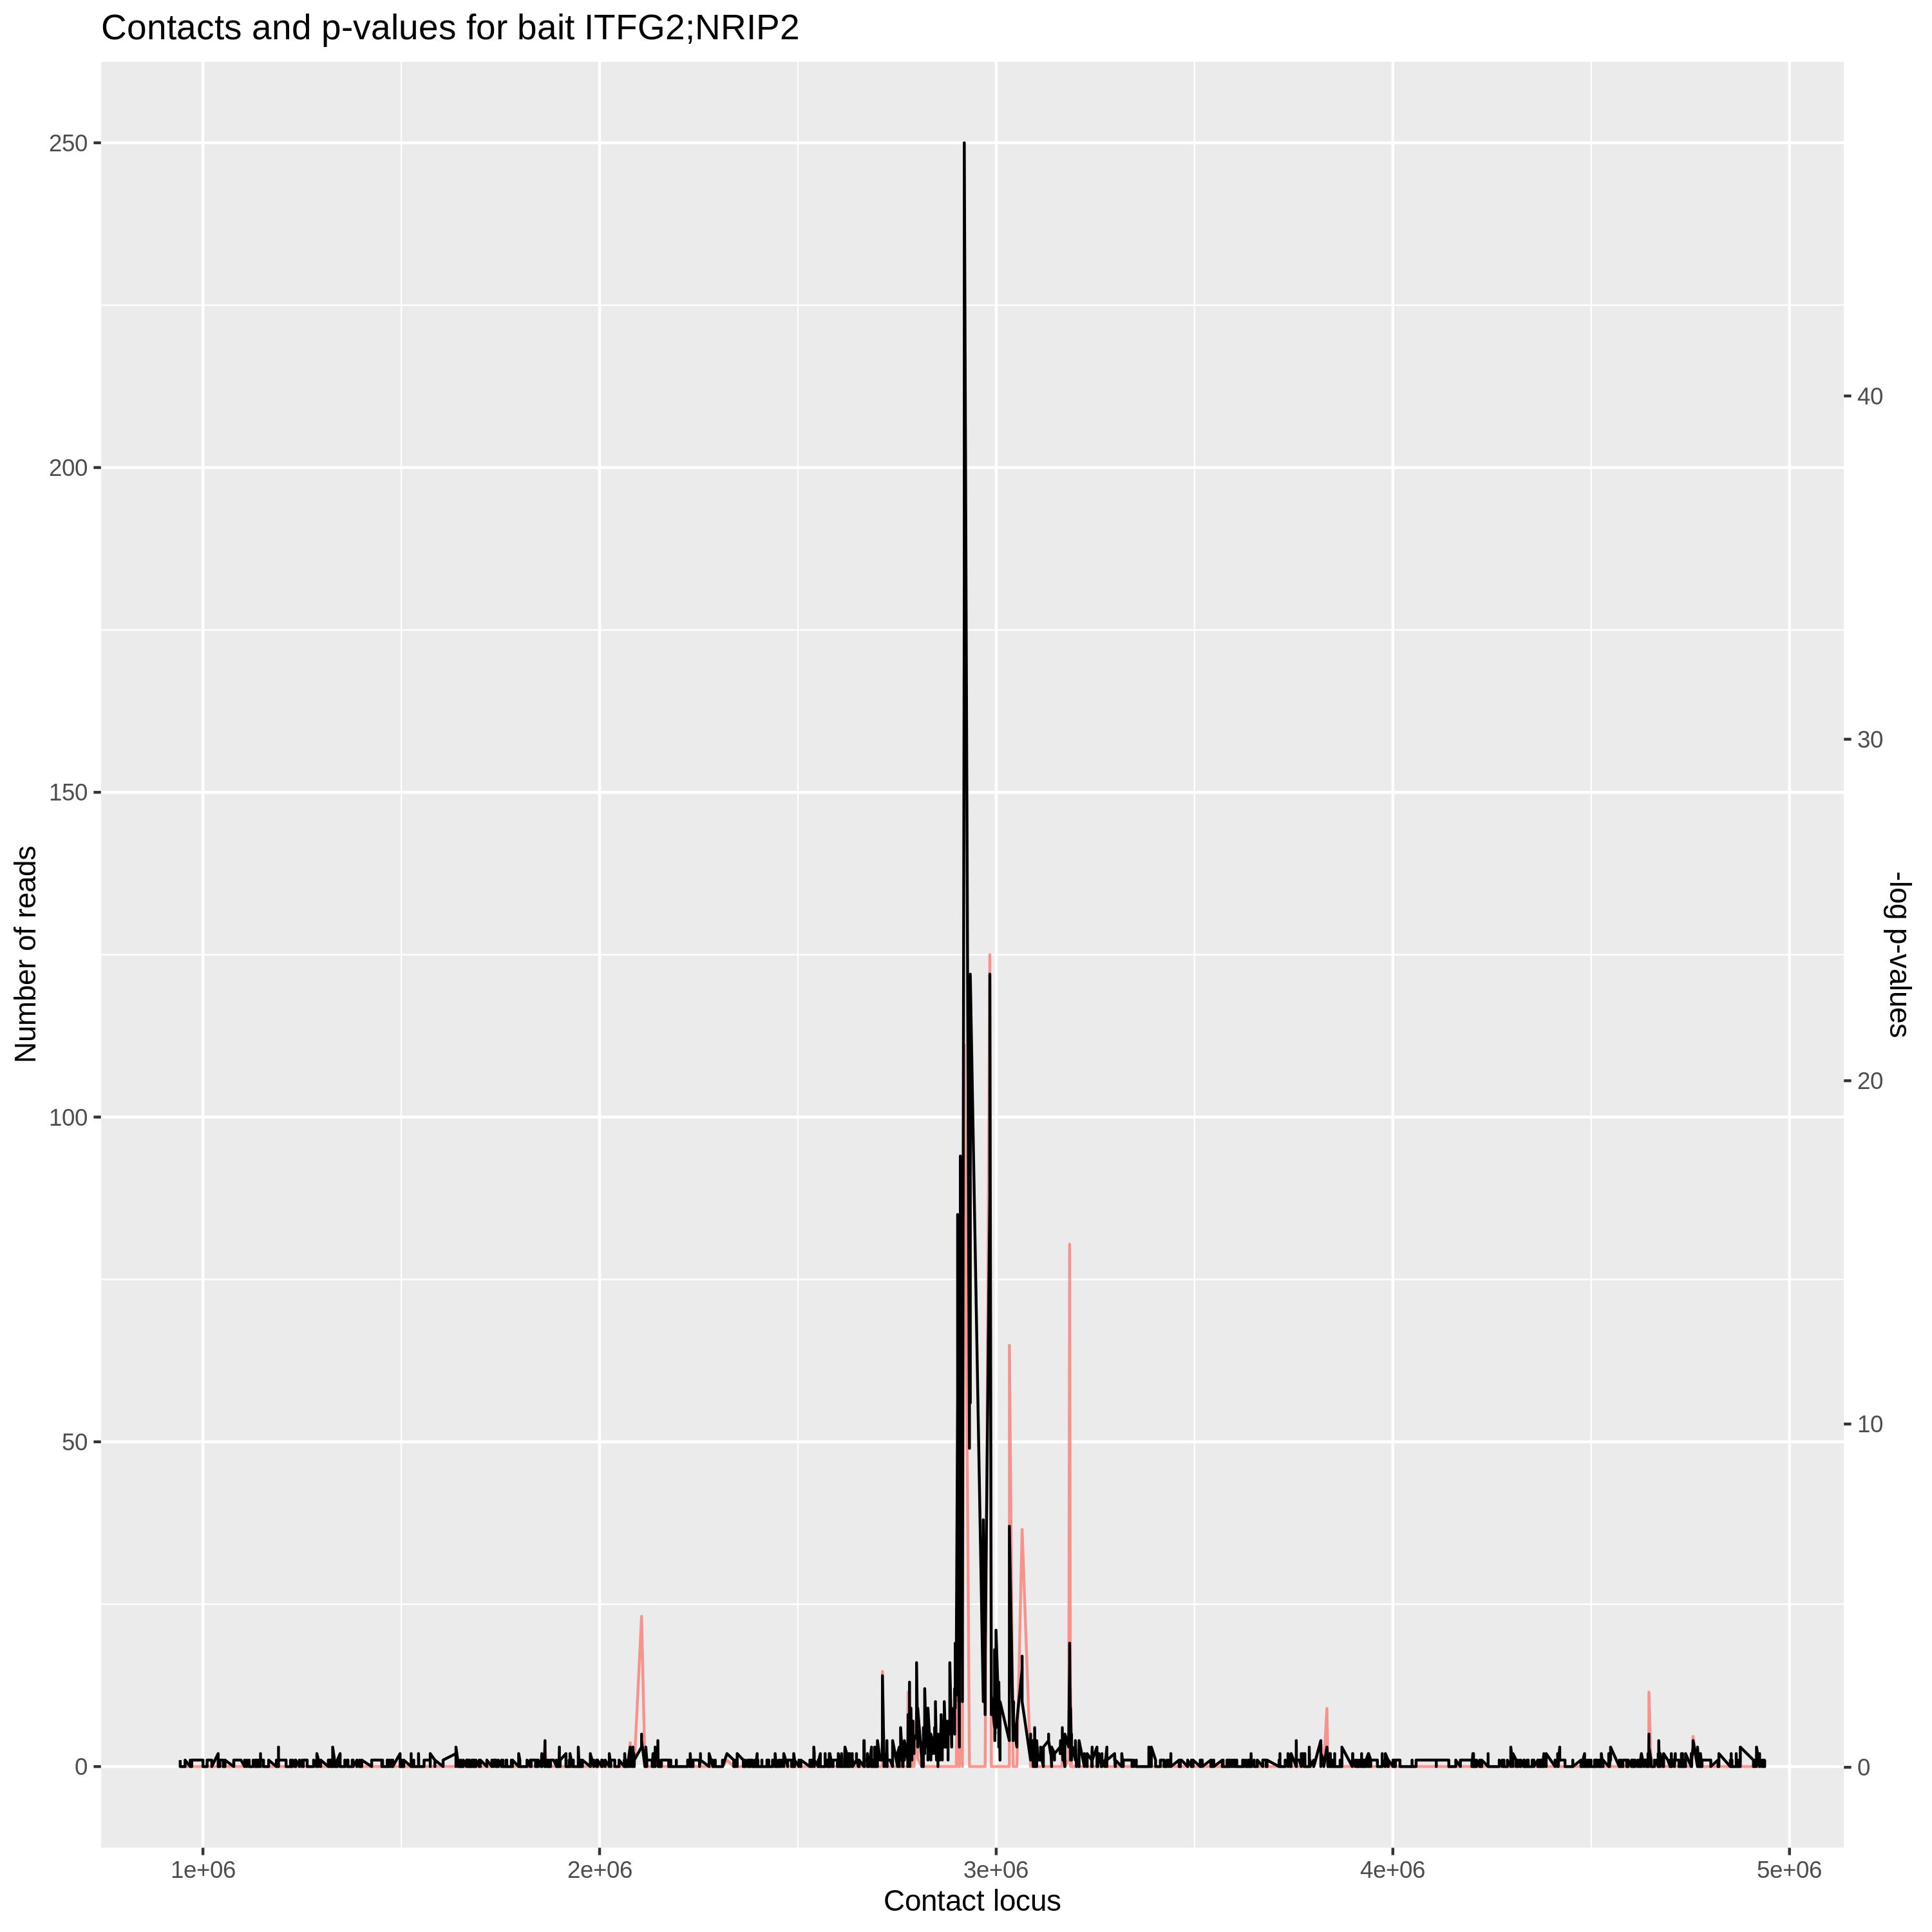 Contacts and p-values for bait ITFG2;NRIP2
Number of reads
250
200
150
100
50
0
40
30
20
10
0
-log p-values
1e+06
2e+06
3e+06
4e+06
5e+06
Contact locus